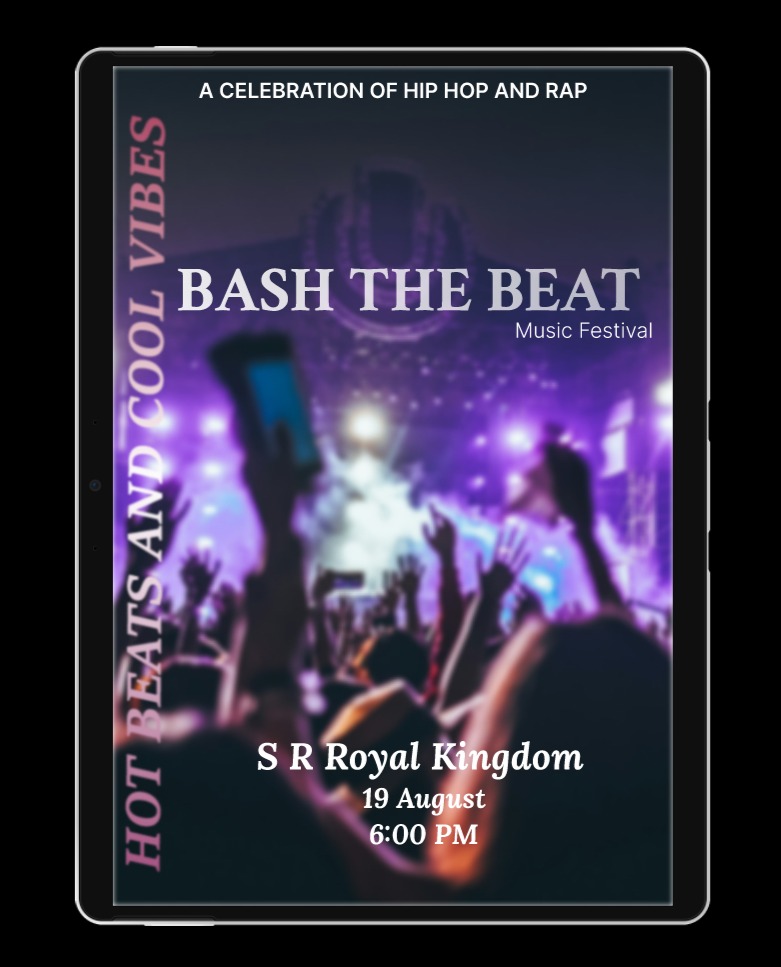 A CELEBRATION OF HIP HOP AND RAP
HOT BEATS AND COOL VIBES
BASH THE BEAT
Music Festival
S R Royal Kingdom
19 August
6:00 PM